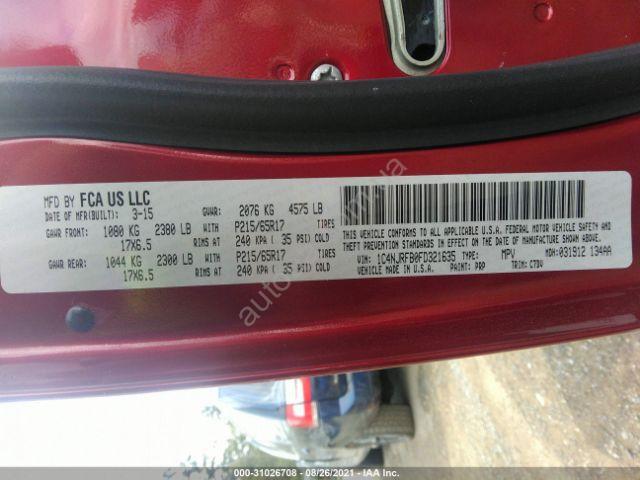 MFD BY FCA US LLC
DATE OF MFR(BUILT): 3-15 GVWR: 2076 KG 4575 LB
GAWR FRONT: 1080 KG 2380 LB WITH P215/65R17 TIRES
17X6.5 RIMS AT 240 KPA ( 35 PSI) COLD
GAWR REAR: 1044 KG 2300 LB WITH P215/65R17 TIRES
17X6.5 RIMS AT 240 KPA ( 35 PSI) COLD
THIS VEHICLE CONFORMS TO ALL APPLICABLE U.S.A. FEDERAL MOTOR VEHICLE SAFETY,
BUMPER, AND THEFT PREVENTION STANDARDS IN EFFECT ON THE DATE OF MANUFACTURE SHOWN ABOVE.
VIN: 1C4NJRFB0FD321635 TYPE: MPV MDH: 031912 134AA
VEHICLE MADE IN U.S.A. PAINT: PRP TRIM: C7DV
000-31026708 - 08/26/2021 - IAA Inc.